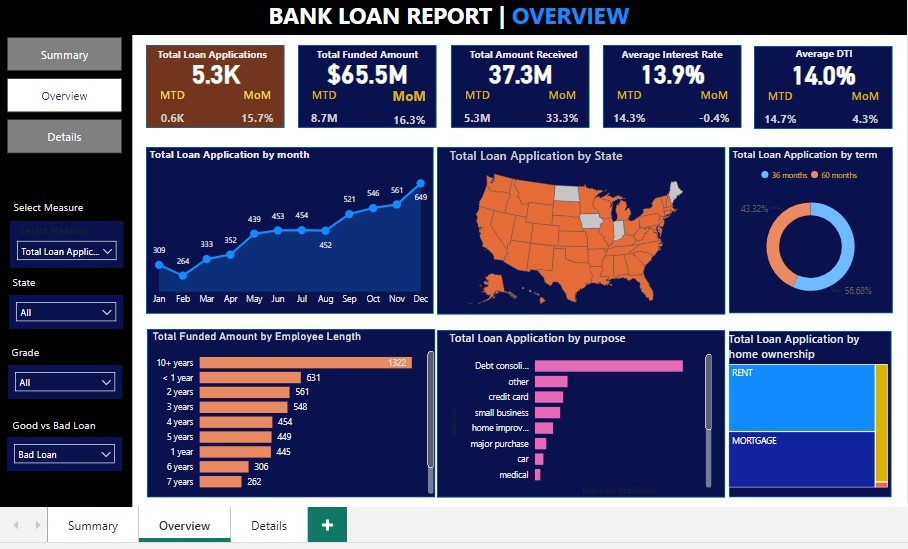 BANK LOAN REPORT | OVERVIEW
Summary
Overview
Details
Select Measure
Select Measure
Total Loan Applic...
State
All
Grade
All
Good vs Bad Loan
Bad Loan
Total Loan Applications
5.3K
MTD MoM
0.6K 15.7%
Total Funded Amount
$65.5M
MTD MoM
8.7M 16.3%
Total Amount Received
37.3M
MTD MoM
5.3M 33.3%
Average Interest Rate
13.9%
MTD MoM
14.3% -0.4%
Average DTI
14.0%
MTD MoM
14.7% 4.3%
Total Loan Application by month
309 264 333 352 439 453 454 452 521 546 561 649
Jan Feb Mar Apr May Jun Jul Aug Sep Oct Nov Dec
Total Loan Application by State
Total Loan Application by term
36 months 60 months
43.32%
56.68%
Total Funded Amount by Employee Length
10+ years 1322
< 1 year 631
2 years 561
3 years 548
4 years 454
5 years 449
1 year 445
6 years 306
7 years 262
Total Loan Application by purpose
Debt consoli...
other
credit card
small business
home improv...
major purchase
car
medical
Total Loan Application by
home ownership
RENT
MORTGAGE
Summary Overview Details +